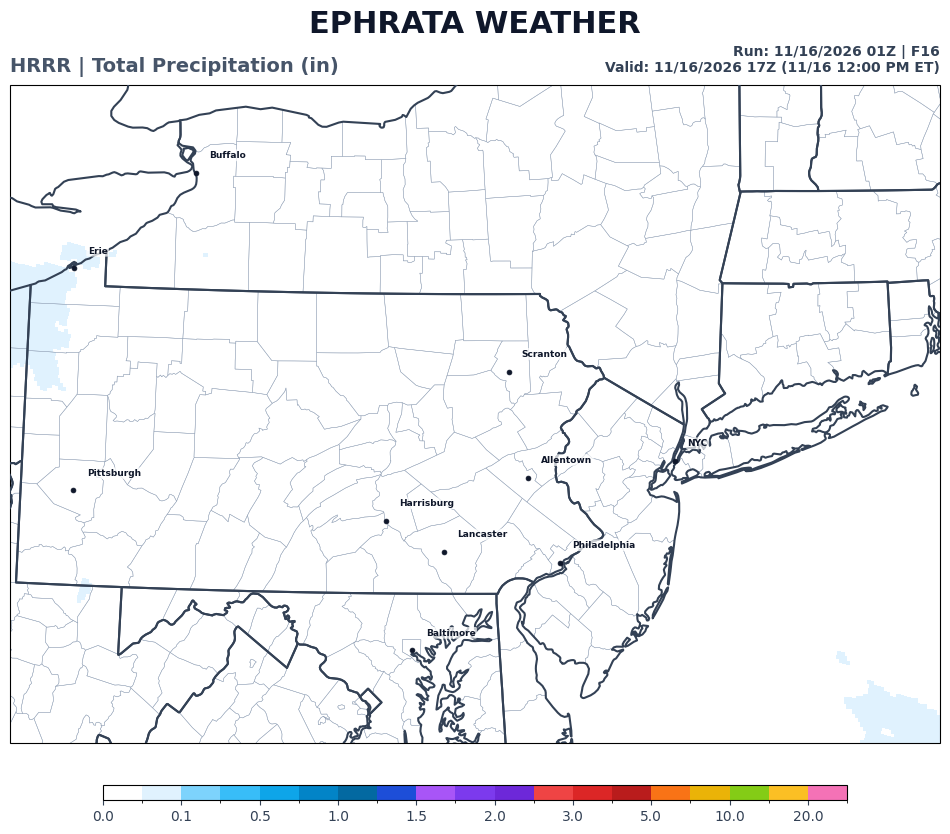 EPHRATA WEATHER
HRRR | Total Precipitation (in)
Run: 11/16/2026 01Z | F16
Valid: 11/16/2026 17Z (11/16 12:00 PM ET)
Buffalo
Erie
Scranton
NYC
Allentown
Pittsburgh
Harrisburg
Lancaster
Philadelphia
Baltimore
0.0 0.1 0.5 1.0 1.5 2.0 3.0 5.0 10.0 20.0